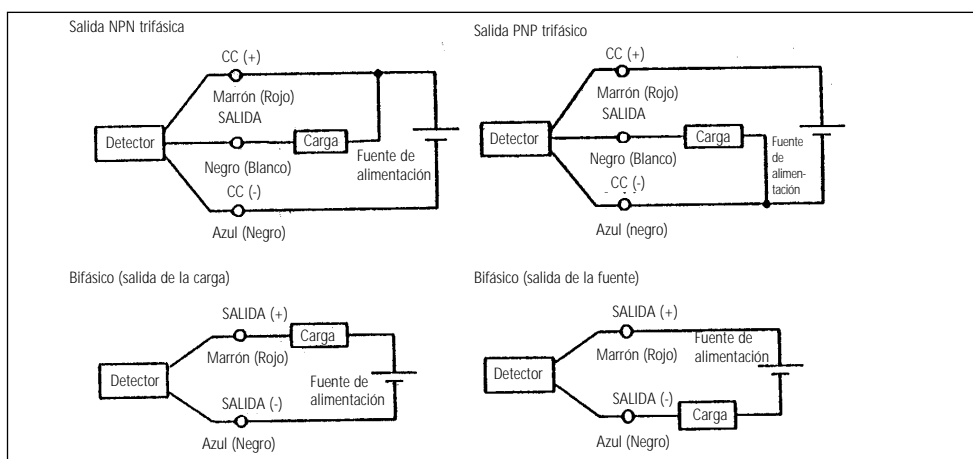 Salida NPN trifásica
CC (+)
Marrón (Rojo)
SALIDA
Detector
Carga
Negro (Blanco)
Fuente de
alimentación
CC (-)
Azul (Negro)
Salida PNP trifásico
CC (+)
Marrón (Rojo)
SALIDA
Detector
Carga
Negro (Blanco)
Fuente
de
alimen-
tación
CC (-)
Azul (negro)
Bifásico (salida de la carga)
SALIDA (+)
Carga
Marrón (Rojo)
Detector
Fuente de
alimentación
SALIDA (-)
Azul (Negro)
Bifásico (salida de la fuente)
SALIDA (+)
Fuente de
alimentación
Marrón (Rojo)
Detector
SALIDA (-)
Carga
Azul (Negro)